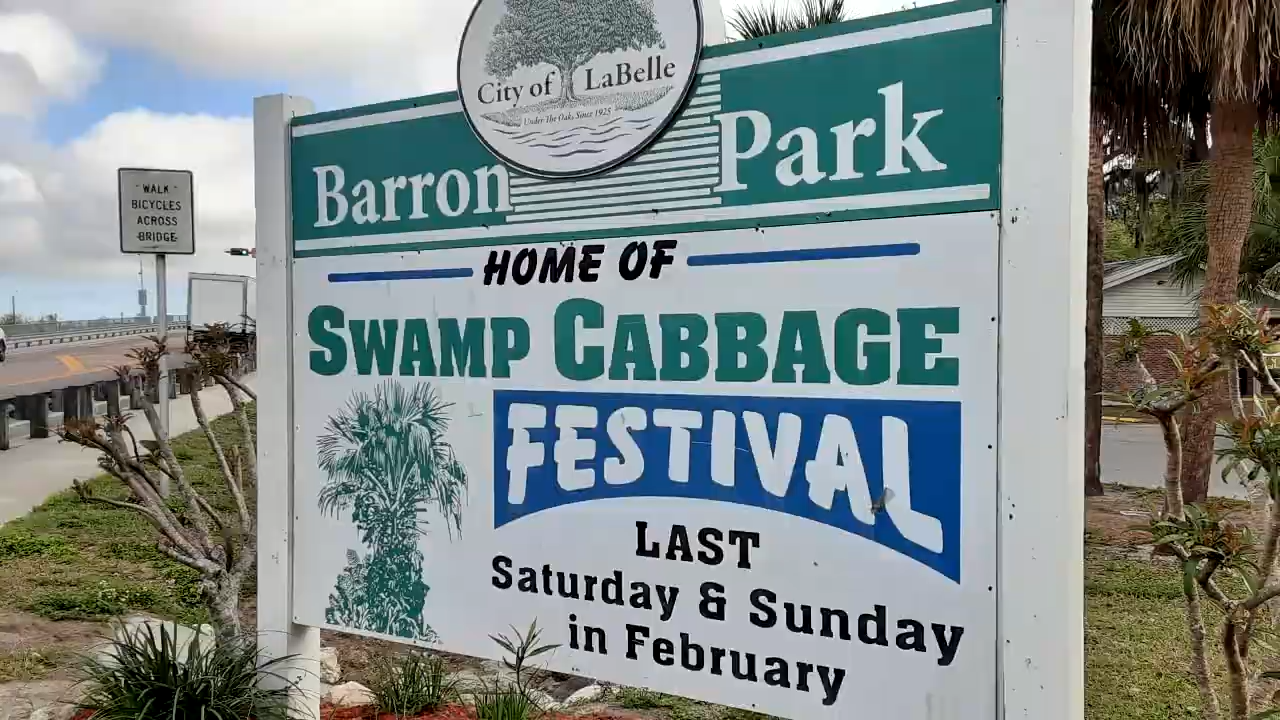 City of LaBelle
Under The Oaks Since 1925
Barron Park
HOME OF
SWAMP CABBAGE
FESTIVAL
LAST
Saturday & Sunday
in February
WALK
BICYCLES
ACROSS
BRIDGE